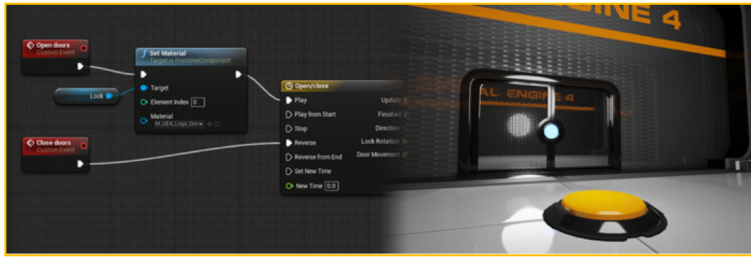 Open doors
Custom Event
Lock
Close doors
Custom Event
Set Material
Target is Primitive Component
Target
Element Index 0
Material
M_UE4_Logo_Dis
Open/close
Play
Play from Start
Stop
Reverse
Reverse from End
Set New Time
New Time 0.0
Update
Finished
Direction
Lock Rotation
Door Movement
GINE 4
AL ENGINE 4